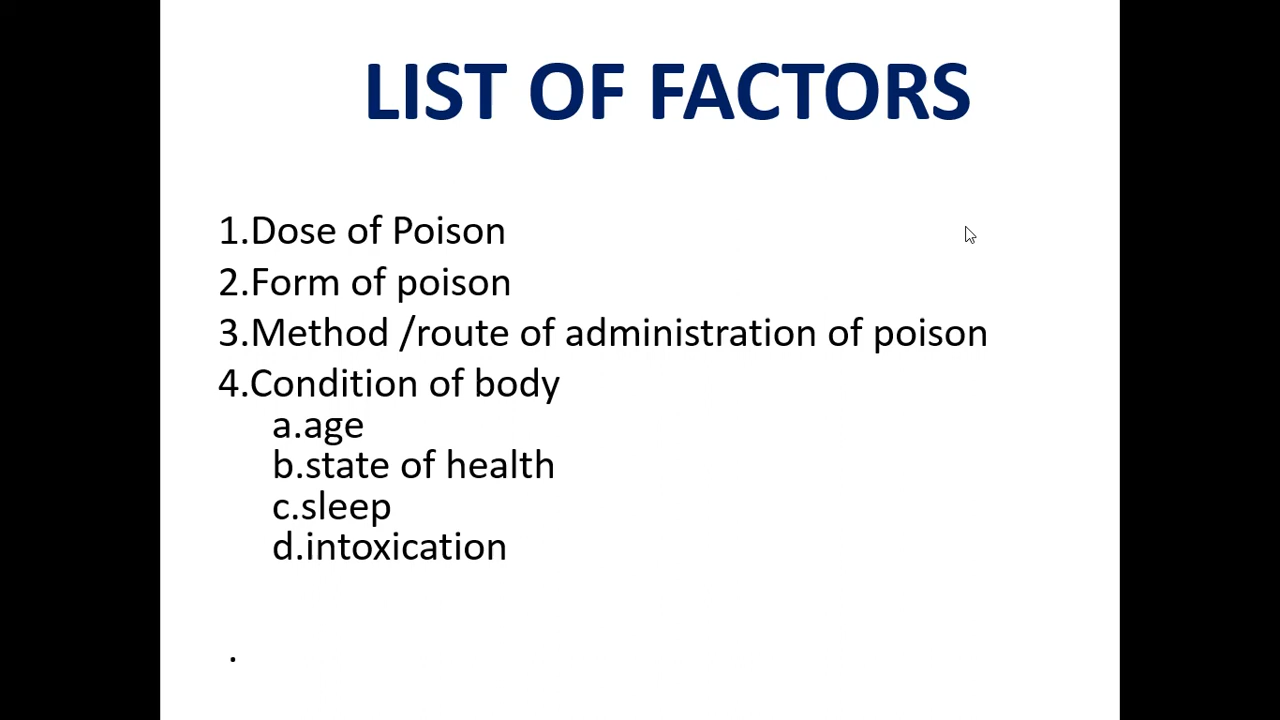 LIST OF FACTORS
1.Dose of Poison
2.Form of poison
3.Method /route of administration of poison
4.Condition of body
a.age
b.state of health
c.sleep
d.intoxication
.